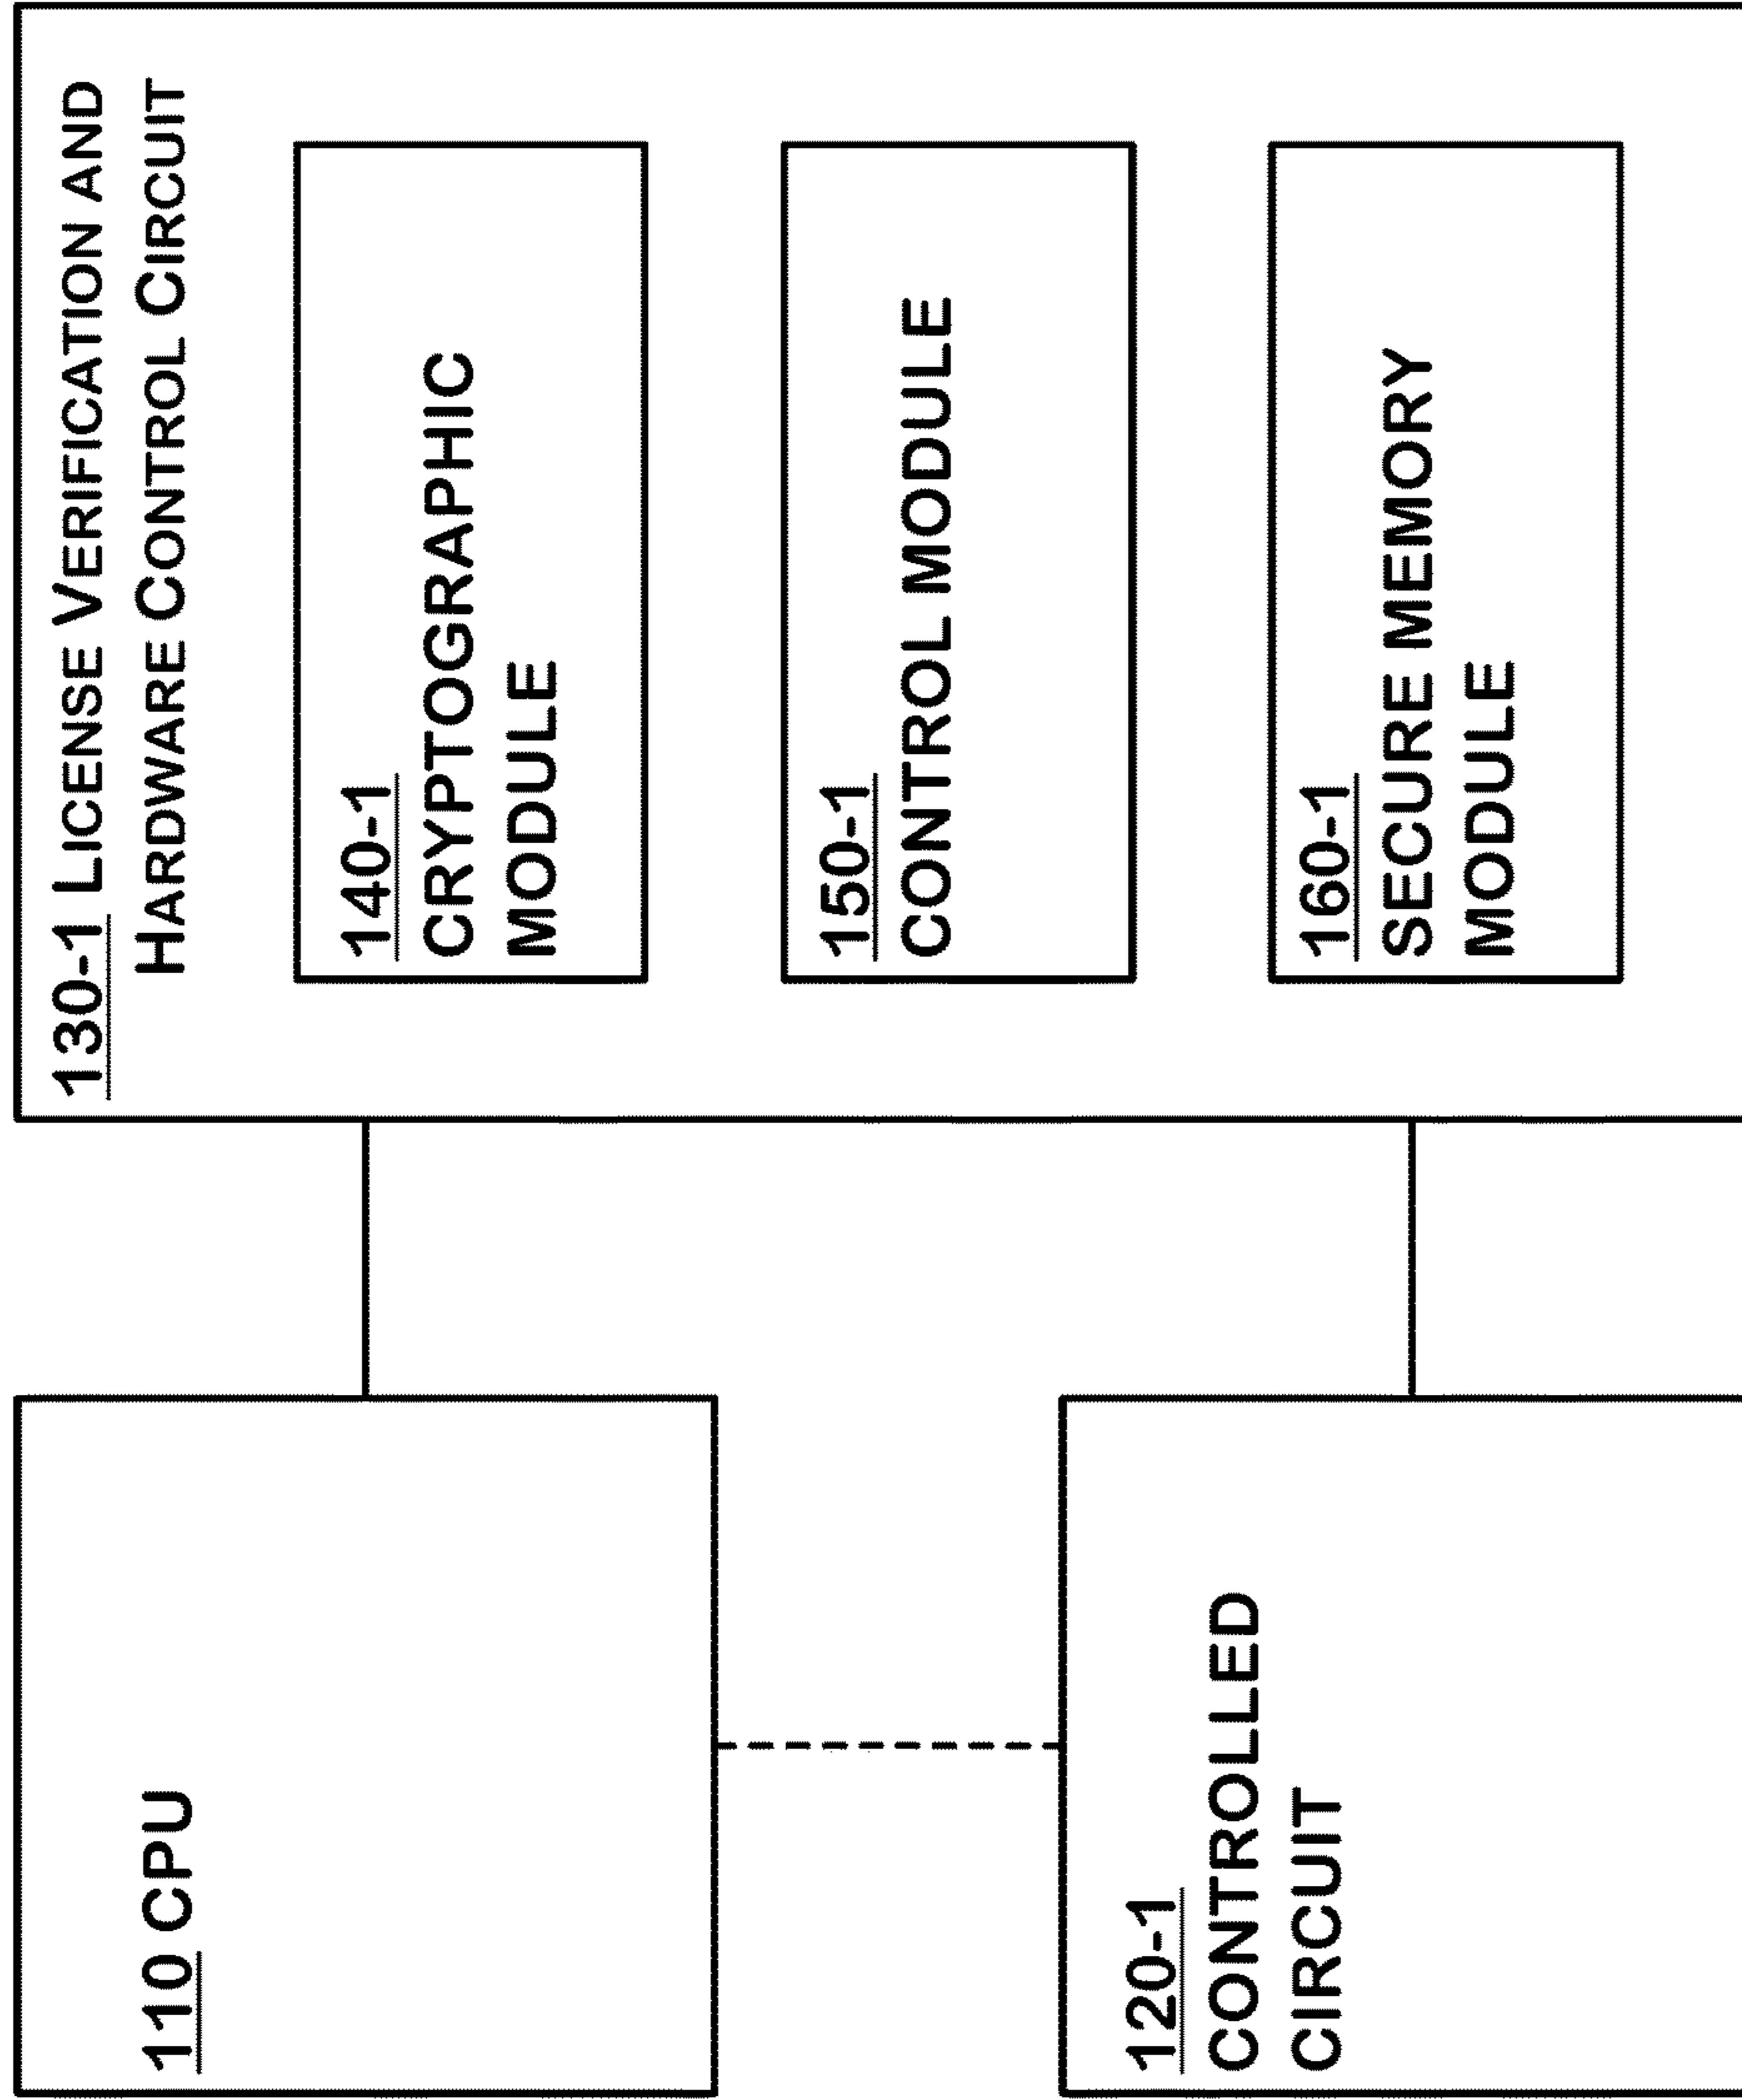 110 CPU
120-1
CONTROLLED
CIRCUIT
130-1 LICENSE VERIFICATION AND
HARDWARE CONTROL CIRCUIT
140-1
CRYPTOGRAPHIC
MODULE
150-1
CONTROL MODULE
160-1
SECURE MEMORY
MODULE